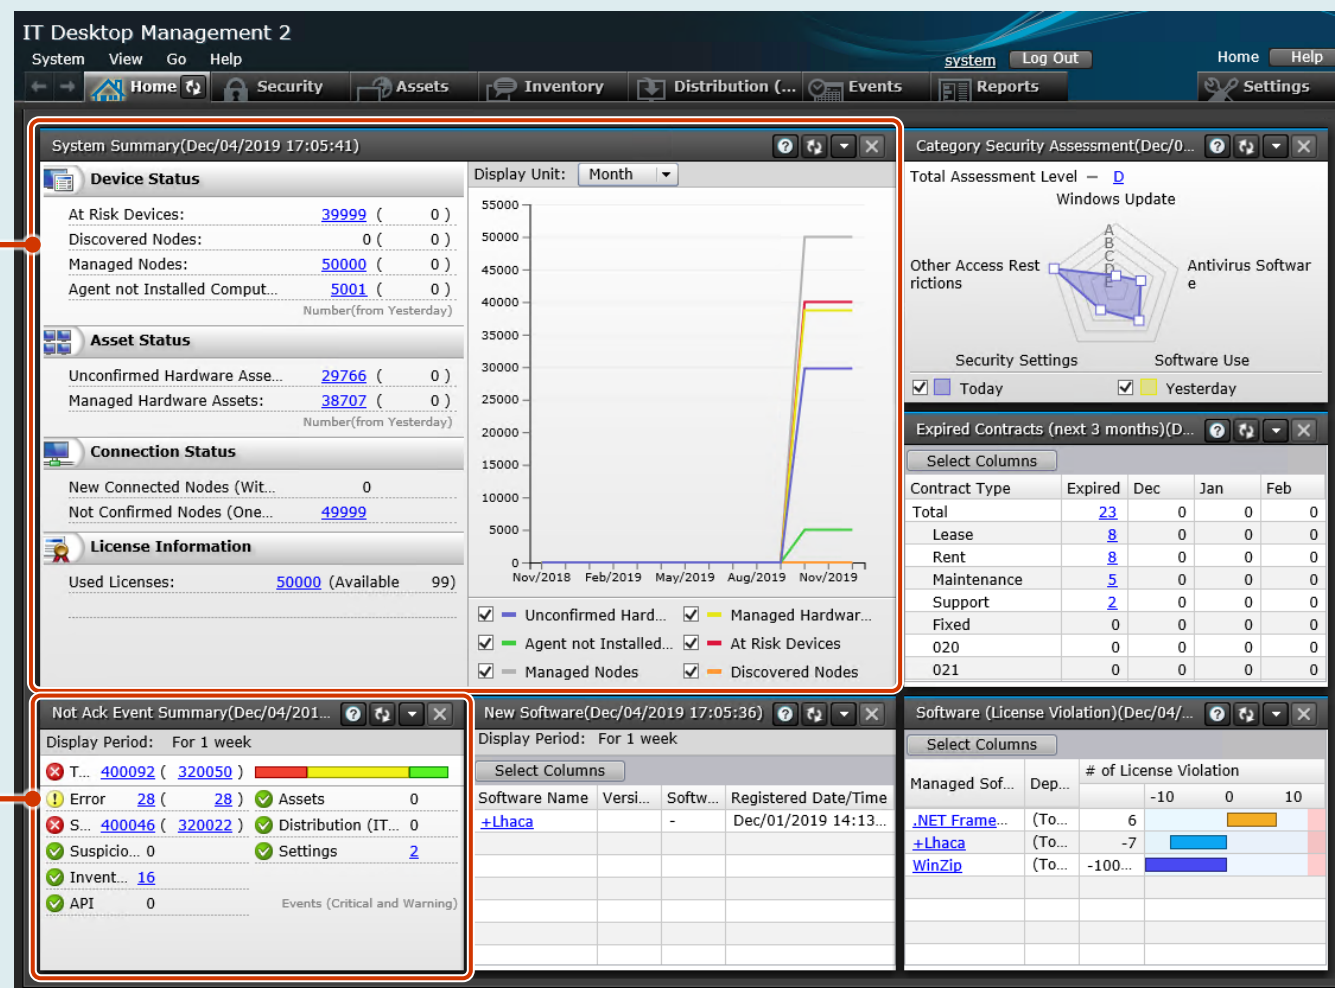 IT Desktop Management 2
System View Go Help
system Log Out Home Help
Home Security Assets Inventory Distribution (... Events Reports Settings
System Summary(Dec/04/2019 17:05:41)
Device Status
At Risk Devices: 39999 ( 0 )
Discovered Nodes: 0 ( 0 )
Managed Nodes: 50000 ( 0 )
Agent not Installed Comput... 5001 ( 0 )
Number(from Yesterday)
Asset Status
Unconfirmed Hardware Asse... 29766 ( 0 )
Managed Hardware Assets: 38707 ( 0 )
Number(from Yesterday)
Connection Status
New Connected Nodes (Wit... 0
Not Confirmed Nodes (One... 49999
License Information
Used Licenses: 50000 (Available 99)
Display Unit: Month
55000
50000
45000
40000
35000
30000
25000
20000
15000
10000
5000
0
Nov/2018 Feb/2019 May/2019 Aug/2019 Nov/2019
Unconfirmed Hard... Managed Hardwar...
Agent not Installed... At Risk Devices
Managed Nodes Discovered Nodes
Category Security Assessment(Dec/0...
Total Assessment Level — D
Windows Update
A
B
C
D
E
Other Access Rest
rictions
Antivirus Softwar
e
Security Settings Software Use
Today Yesterday
Expired Contracts (next 3 months)(D...
Select Columns
Contract Type Expired Dec Jan Feb
Total 23 0 0 0
Lease 8 0 0 0
Rent 8 0 0 0
Maintenance 5 0 0 0
Support 2 0 0 0
Fixed 0 0 0 0
020 0 0 0 0
021 0 0 0 0
Not Ack Event Summary(Dec/04/201...
Display Period: For 1 week
T... 400092 ( 320050 )
Error 28 ( 28 ) Assets 0
S... 400046 ( 320022 ) Distribution (IT... 0
Suspicio... 0 Settings 2
Invent... 16
API 0 Events (Critical and Warning)
New Software(Dec/04/2019 17:05:36)
Display Period: For 1 week
Select Columns
Software Name Versi... Softw... Registered Date/Time
+Lhaca - Dec/01/2019 14:13...
Software (License Violation)(Dec/04/...
Select Columns
Managed Sof... Dep... # of License Violation
-10 0 10
.NET Frame... (To... 6
+Lhaca (To... -7
WinZip (To... -100...